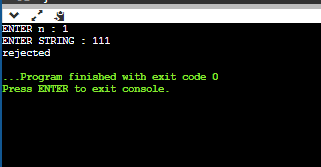 ENTER n : 1
ENTER STRING : 111
rejected
...Program finished with exit code 0
Press ENTER to exit console.